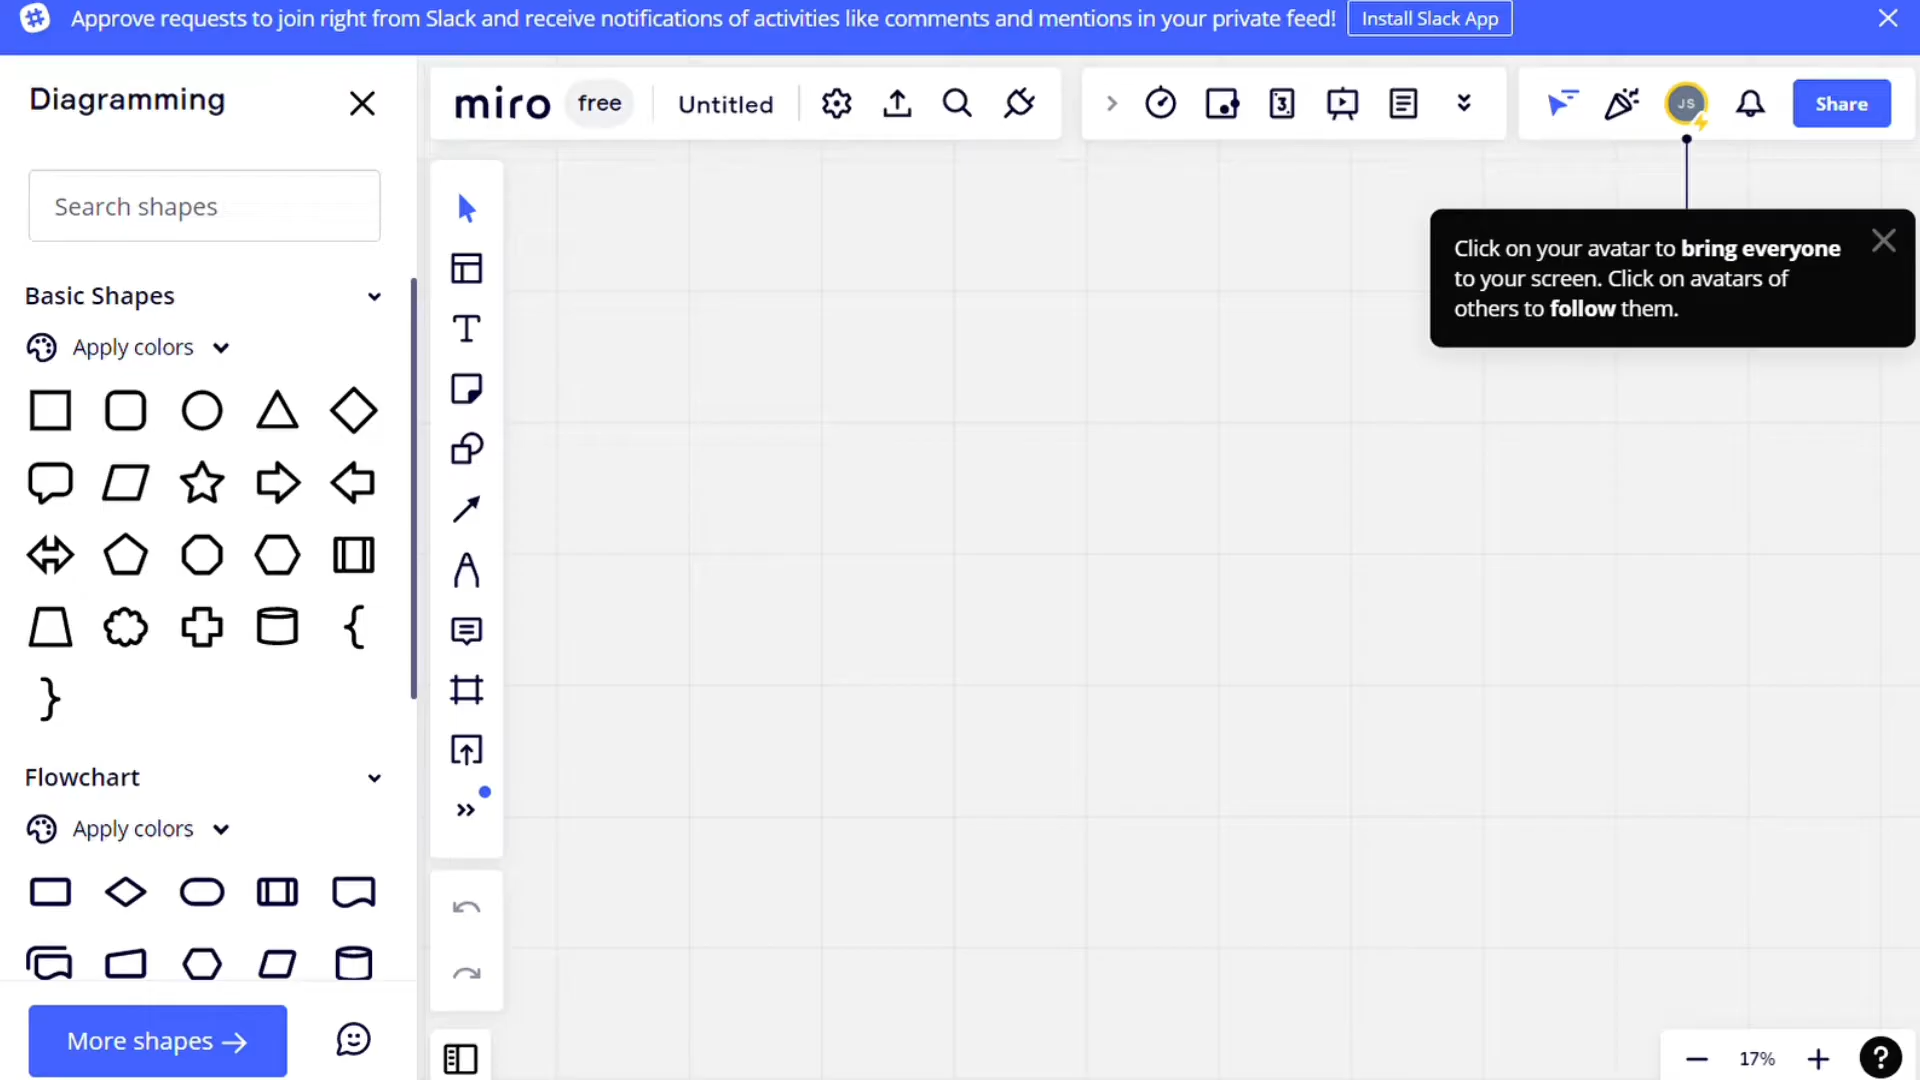 Approve requests to join right from Slack and receive notifications of activities like comments and mentions in your private feed!
Install Slack App
Diagramming
miro
free
Untitled
3
JS
Share
Search shapes
Click on your avatar to bring everyone
to your screen. Click on avatars of
others to follow them.
Basic Shapes
Apply colors
Flowchart
Apply colors
More shapes
17%
?